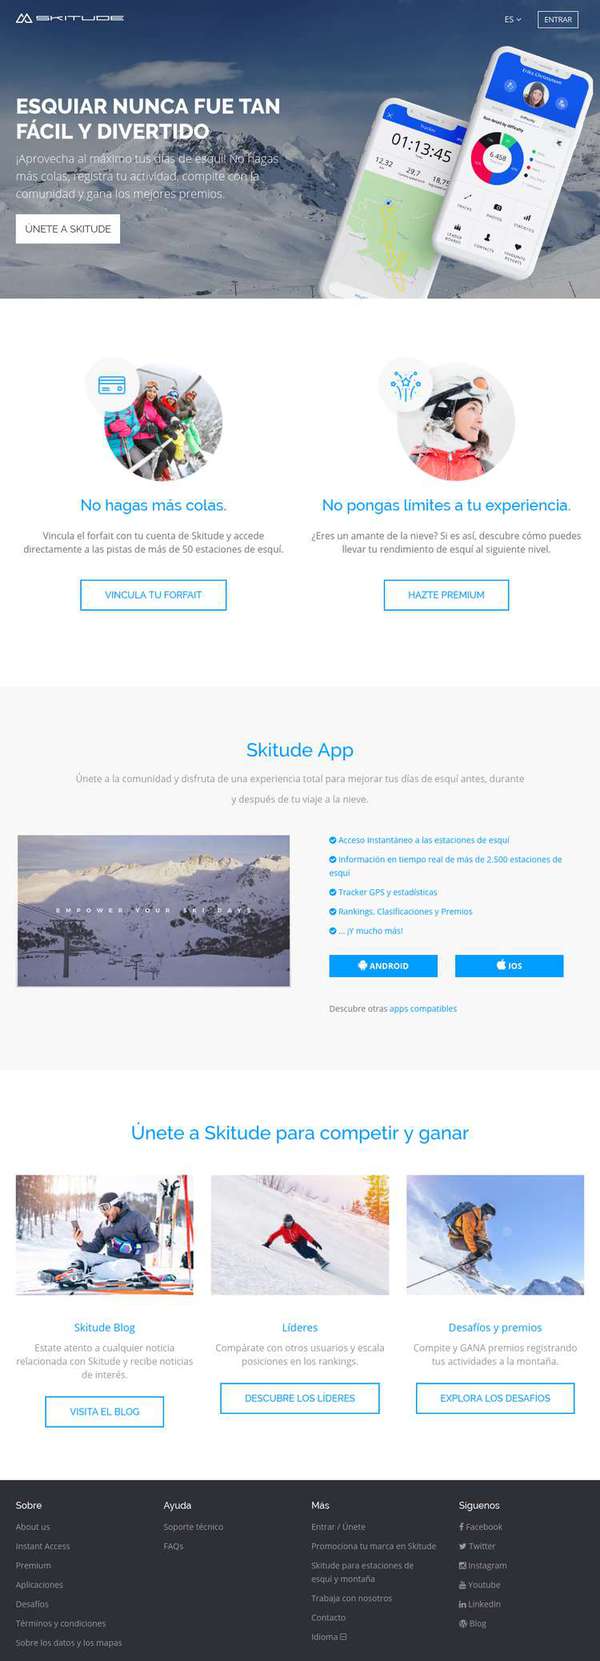 SKITUDE
ES
ENTRAR
ESQUIAR NUNCA FUE TAN
FÁCIL Y DIVERTIDO
¡Aprovecha al máximo tus días de esquí! No hagas
más colas, registra tu actividad, compite con la
comunidad y gana los mejores premios.
ÚNETE A SKITUDE
01:13:45
12,32
29,7
18,75
6.458
TRACKS
PHOTOS
STATISTICS
LEADER BOARDS
CONTACTS
FAVOURITE RESORTS
No hagas más colas.
Vincula el forfait con tu cuenta de Skitude y accede
directamente a las pistas de más de 50 estaciones de esquí.
VINCULA TU FORFAIT
No pongas límites a tu experiencia.
¿Eres un amante de la nieve? Si es así, descubre cómo puedes
llevar tu rendimiento de esquí al siguiente nivel.
HAZTE PREMIUM
Skitude App
Únete a la comunidad y disfruta de una experiencia total para mejorar tus días de esquí antes, durante
y después de tu viaje a la nieve.
EMPOWER YOUR SKI DAYS
Acceso Instantáneo a las estaciones de esquí
Información en tiempo real de más de 2.500 estaciones de
esquí
Tracker GPS y estadísticas
Rankings, Clasificaciones y Premios
... ¡Y mucho más!
ANDROID
IOS
Descubre otras apps compatibles
Únete a Skitude para competir y ganar
Skitude Blog
Estate atento a cualquier noticia
relacionada con Skitude y recibe noticias
de interés.
VISITA EL BLOG
Líderes
Compárate con otros usuarios y escala
posiciones en los rankings.
DESCUBRE LOS LÍDERES
Desafíos y premios
Compite y GANA premios registrando
tus actividades a la montaña.
EXPLORA LOS DESAFIOS
Sobre
About us
Instant Access
Premium
Aplicaciones
Desafíos
Términos y condiciones
Sobre los datos y los mapas
Ayuda
Soporte técnico
FAQs
Más
Entrar / Únete
Promociona tu marca en Skitude
Skitude para estaciones de
esquí y montaña
Trabaja con nosotros
Contacto
Idioma
Síguenos
Facebook
Twitter
Instagram
Youtube
Linkedin
Blog